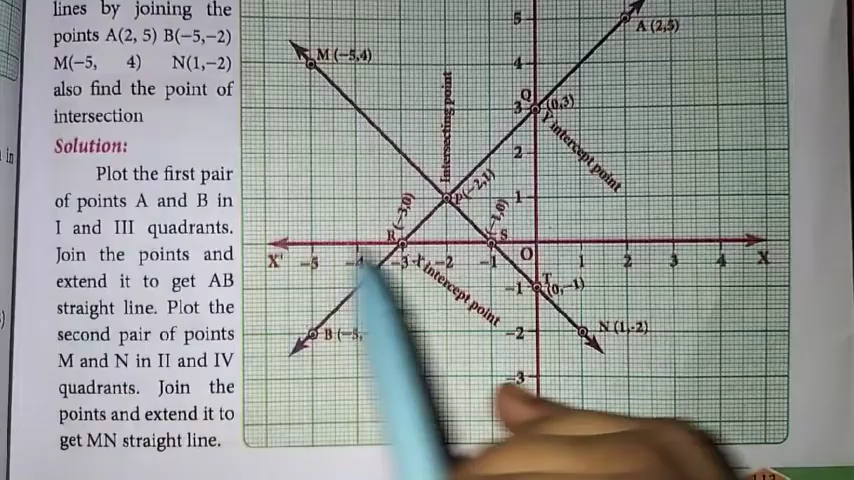 lines by joining the
points A(2, 5) B(−5,−2)
M(−5, 4) N(1,−2)
also find the point of
intersection
Solution:
Plot the first pair
of points A and B in
I and III quadrants.
Join the points and
extend it to get AB
straight line. Plot the
second pair of points
M and N in II and IV
quadrants. Join the
points and extend it to
get MN straight line.
5
A (2,5)
M (−5,4)
4
Intersecting point
Q
3
(0,3)
Y intercept point
2
P(−2,1)
1
R (−3,0)
S (−1,0)
X'
−5
−4
−3
−2
−1
O
1
2
3
4
X
X intercept point
T
−1
(0,−1)
B (−5,
−2
N (1,-2)
−3
in
)